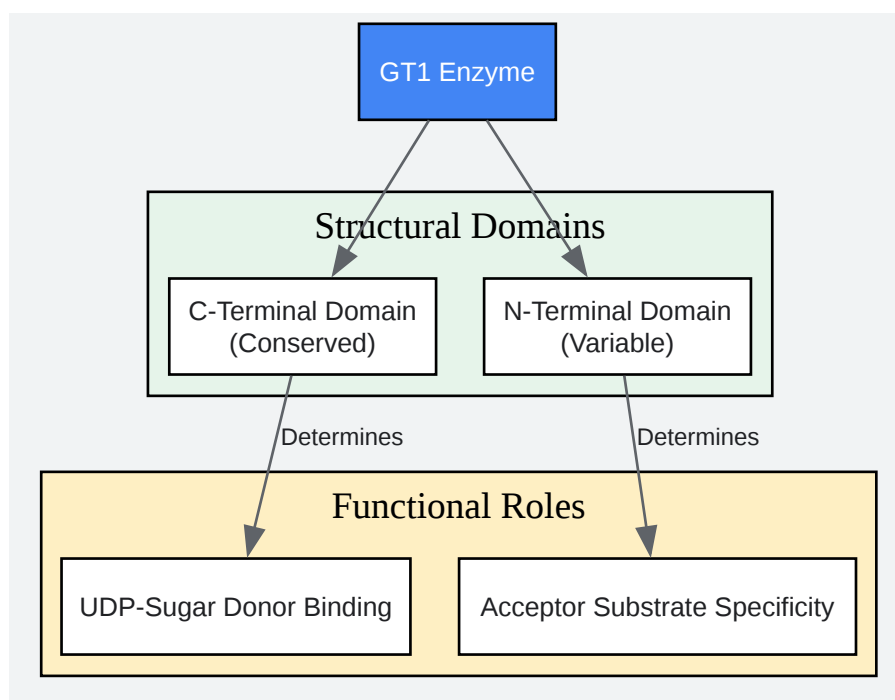 GT1 Enzyme
Structural Domains
C-Terminal Domain
(Conserved)
N-Terminal Domain
(Variable)
Determines
Determines
Functional Roles
UDP-Sugar Donor Binding
Acceptor Substrate Specificity